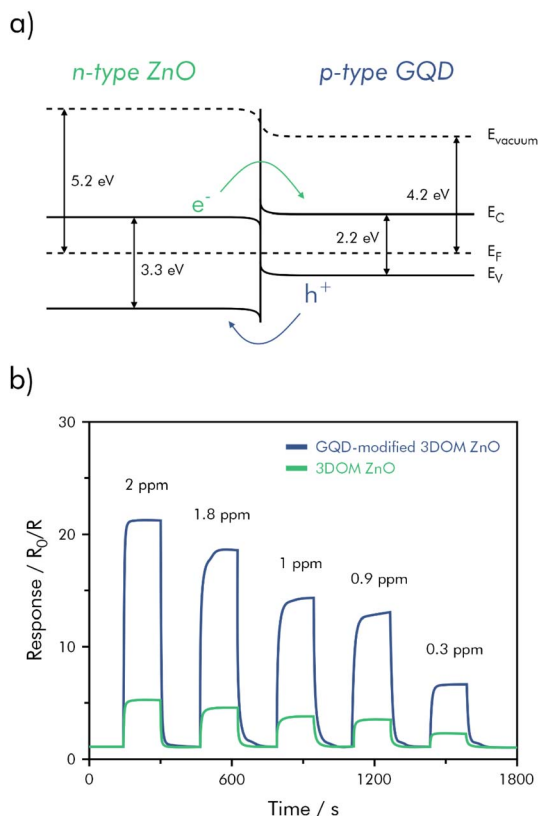 a)
n-type ZnO
p-type GQD
E_vacuum
5.2 eV
4.2 eV
e⁻
E_C
2.2 eV
E_F
3.3 eV
E_V
h⁺
b)
30
GQD-modified 3DOM ZnO
3DOM ZnO
2 ppm
1.8 ppm
20
1 ppm
0.9 ppm
Response / R₀/R
10
0.3 ppm
0
0
600
1200
1800
Time / s